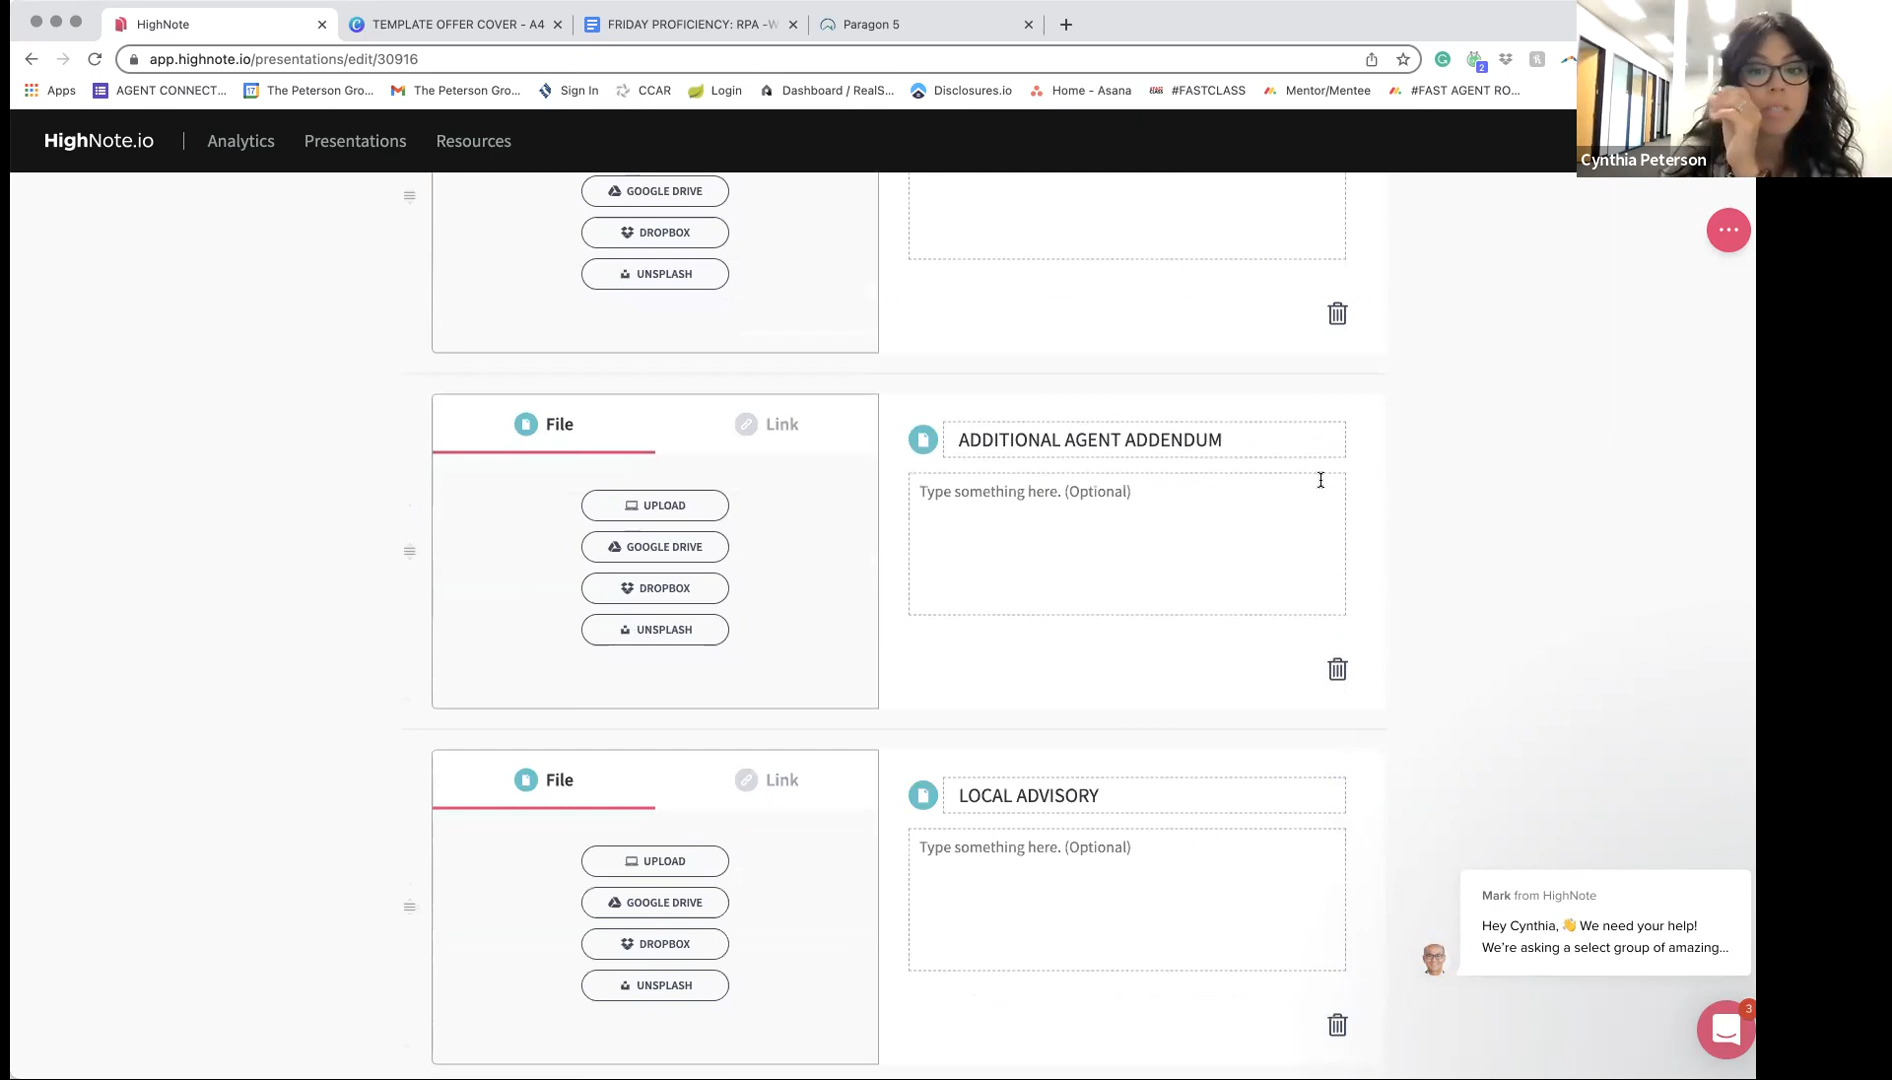 HighNote
TEMPLATE OFFER COVER - A4
FRIDAY PROFICIENCY: RPA -W
Paragon 5
app.highnote.io/presentations/edit/30916
2
Apps
AGENT CONNECT...
17
The Peterson Gro...
The Peterson Gro...
Sign In
CCAR
Login
Dashboard / RealS...
Disclosures.io
Home - Asana
#FASTCLASS
Mentor/Mentee
#FAST AGENT RO...
Cynthia Peterson
HighNote.io
Analytics
Presentations
Resources
GOOGLE DRIVE
DROPBOX
UNSPLASH
File
Link
ADDITIONAL AGENT ADDENDUM
UPLOAD
Type something here. (Optional)
GOOGLE DRIVE
DROPBOX
UNSPLASH
File
Link
LOCAL ADVISORY
UPLOAD
Type something here. (Optional)
GOOGLE DRIVE
DROPBOX
UNSPLASH
Mark from HighNote
Hey Cynthia, 👋 We need your help!
We're asking a select group of amazing...
3